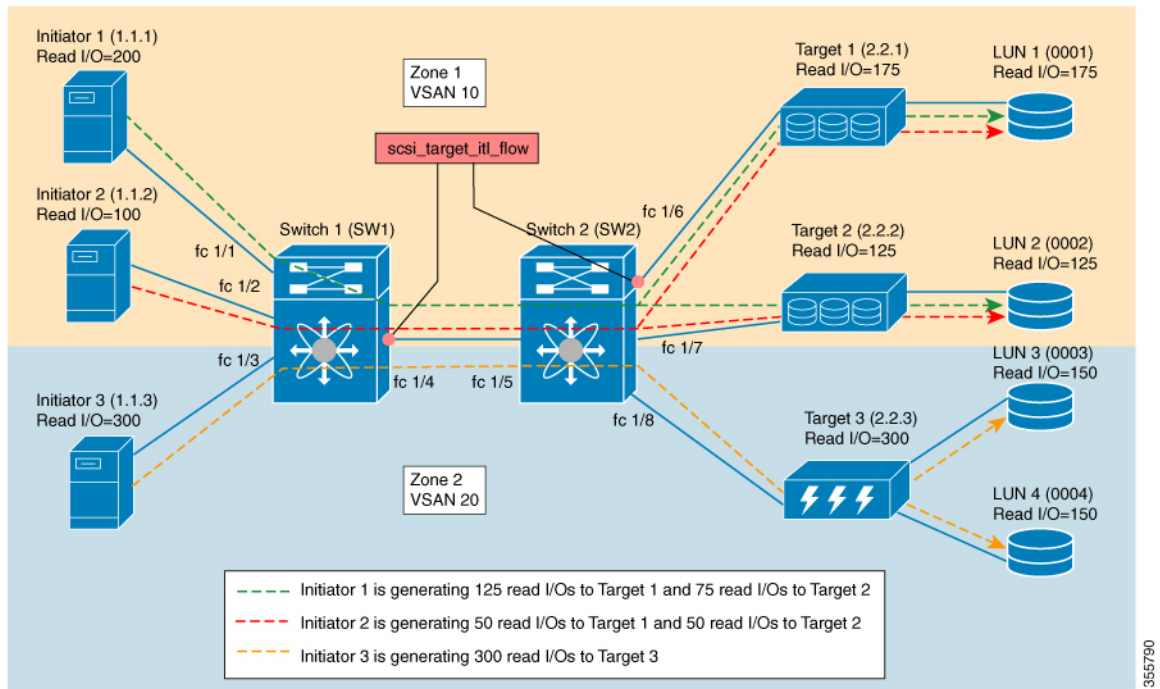 Initiator 1 (1.1.1)
Read I/O=200
Zone 1
VSAN 10
Target 1 (2.2.1)
Read I/O=175
LUN 1 (0001)
Read I/O=175
scsi_target_itl_flow
Initiator 2 (1.1.2)
Read I/O=100
fc 1/1
Switch 1 (SW1)
Switch 2 (SW2)
fc 1/6
Target 2 (2.2.2)
Read I/O=125
LUN 2 (0002)
Read I/O=125
fc 1/2
fc 1/3
fc 1/4
fc 1/5
fc 1/7
LUN 3 (0003)
Read I/O=150
Initiator 3 (1.1.3)
Read I/O=300
fc 1/8
Target 3 (2.2.3)
Read I/O=300
Zone 2
VSAN 20
LUN 4 (0004)
Read I/O=150
Initiator 1 is generating 125 read I/Os to Target 1 and 75 read I/Os to Target 2
Initiator 2 is generating 50 read I/Os to Target 1 and 50 read I/Os to Target 2
Initiator 3 is generating 300 read I/Os to Target 3
355790